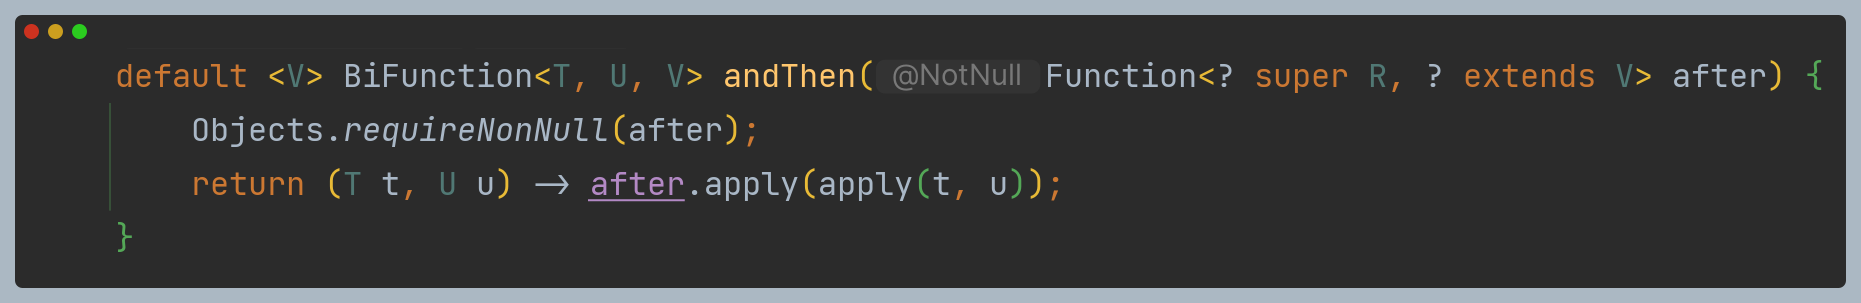 default <V> BiFunction<T, U, V> andThen( @NotNull Function<? super R, ? extends V> after) {
Objects.requireNonNull(after);
return (T t, U u) -> after.apply(apply(t, u));
}